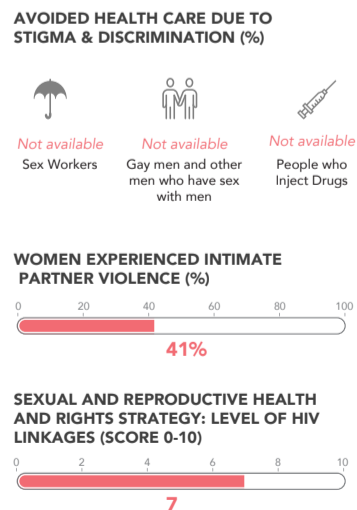 AVOIDED HEALTH CARE DUE TO
STIGMA & DISCRIMINATION (%)
Not available
Sex Workers
Not available
Gay men and other
men who have sex
with men
Not available
People who
Inject Drugs
WOMEN EXPERIENCED INTIMATE
PARTNER VIOLENCE (%)
0 20 40 60 80 100
41%
SEXUAL AND REPRODUCTIVE HEALTH
AND RIGHTS STRATEGY: LEVEL OF HIV
LINKAGES (SCORE 0-10)
0 2 4 6 8 10
7